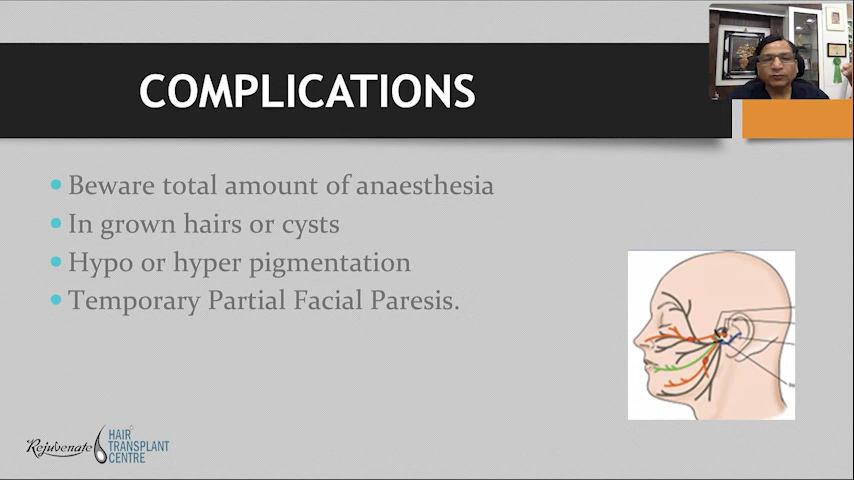 COMPLICATIONS
Beware total amount of anaesthesia
In grown hairs or cysts
Hypo or hyper pigmentation
Temporary Partial Facial Paresis.
Rejuvenate
HAIR
TRANSPLANT
CENTRE